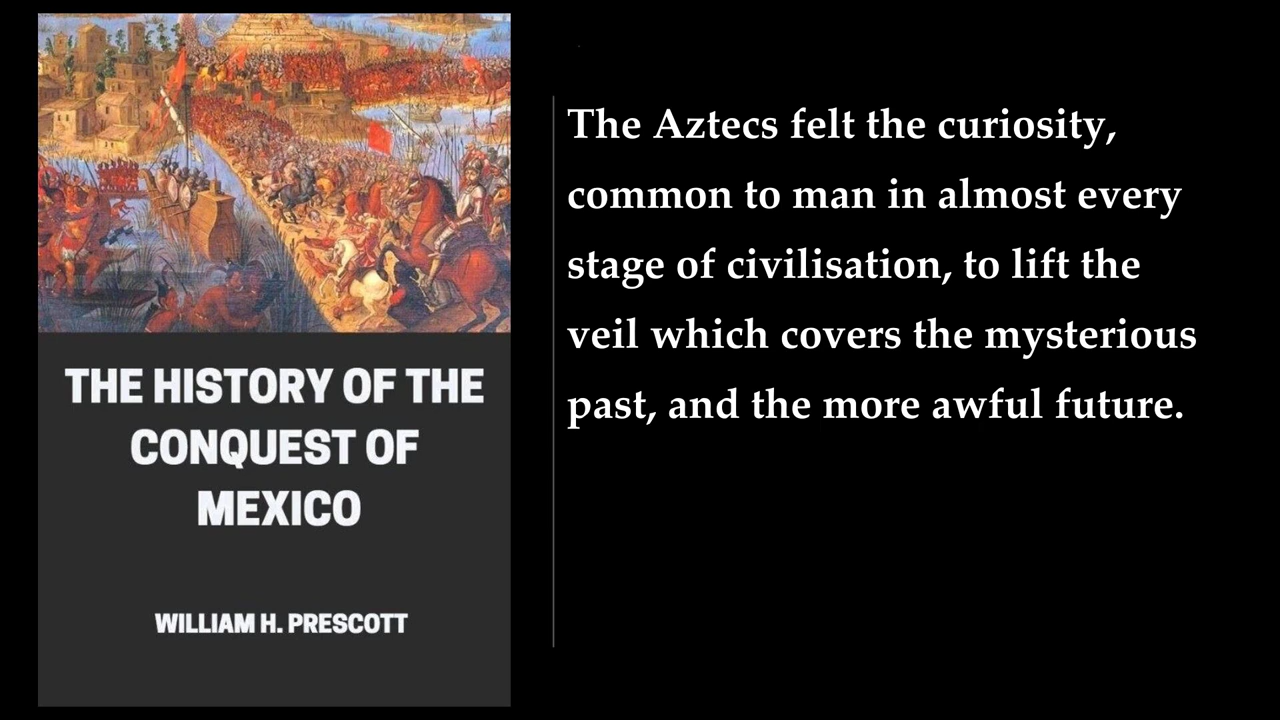 THE HISTORY OF THE
CONQUEST OF
MEXICO
WILLIAM H. PRESCOTT
The Aztecs felt the curiosity,
common to man in almost every
stage of civilisation, to lift the
veil which covers the mysterious
past, and the more awful future.